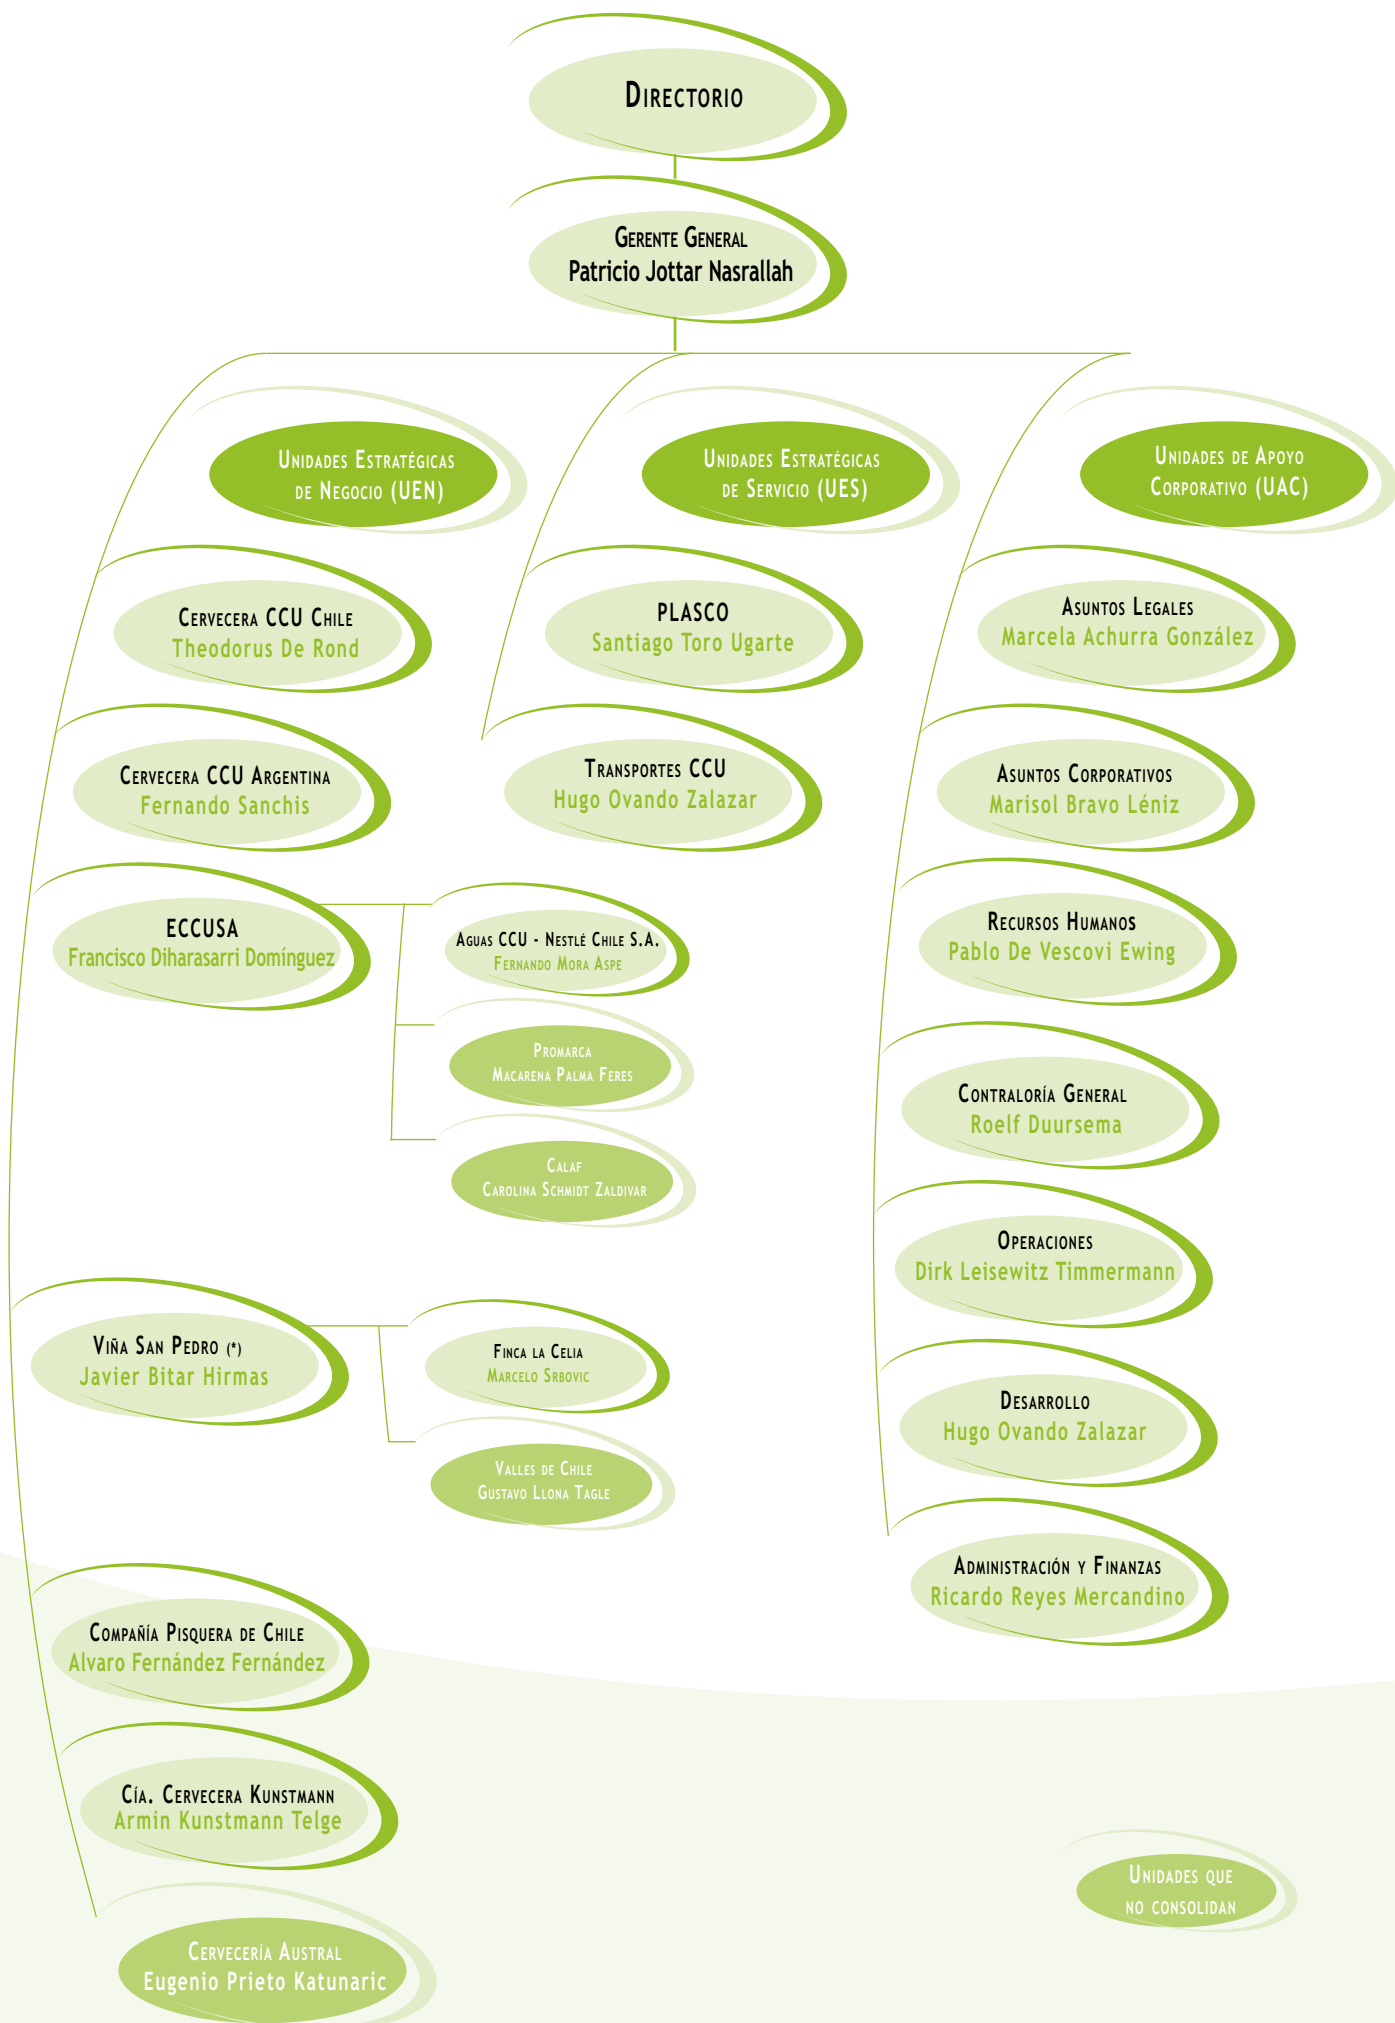 Directorio
Gerente General
Patricio Jottar Nasrallah
Unidades Estratégicas
de Negocio (UEN)
Cervecera CCU Chile
Theodorus De Rond
Cervecera CCU Argentina
Fernando Sanchis
ECCUSA
Francisco Diharasarri Domínguez
Aguas CCU - Nestlé Chile S.A.
Fernando Mora Aspe
Promarca
Macarena Palma Feres
Calaf
Carolina Schmidt Zaldivar
Viña San Pedro (*)
Javier Bitar Hirmas
Finca la Celia
Marcelo Srbovic
Valles de Chile
Gustavo Llona Tagle
Compañía Pisquera de Chile
Alvaro Fernández Fernández
Cía. Cervecera Kunstmann
Armin Kunstmann Telge
Cervecería Austral
Eugenio Prieto Katunaric
Unidades Estratégicas
de Servicio (UES)
PLASCO
Santiago Toro Ugarte
Transportes CCU
Hugo Ovando Zalazar
Unidades de Apoyo
Corporativo (UAC)
Asuntos Legales
Marcela Achurra González
Asuntos Corporativos
Marisol Bravo Léniz
Recursos Humanos
Pablo De Vescovi Ewing
Contraloría General
Roelf Duursema
Operaciones
Dirk Leisewitz Timmermann
Desarrollo
Hugo Ovando Zalazar
Administración y Finanzas
Ricardo Reyes Mercandino
Unidades que
no consolidan